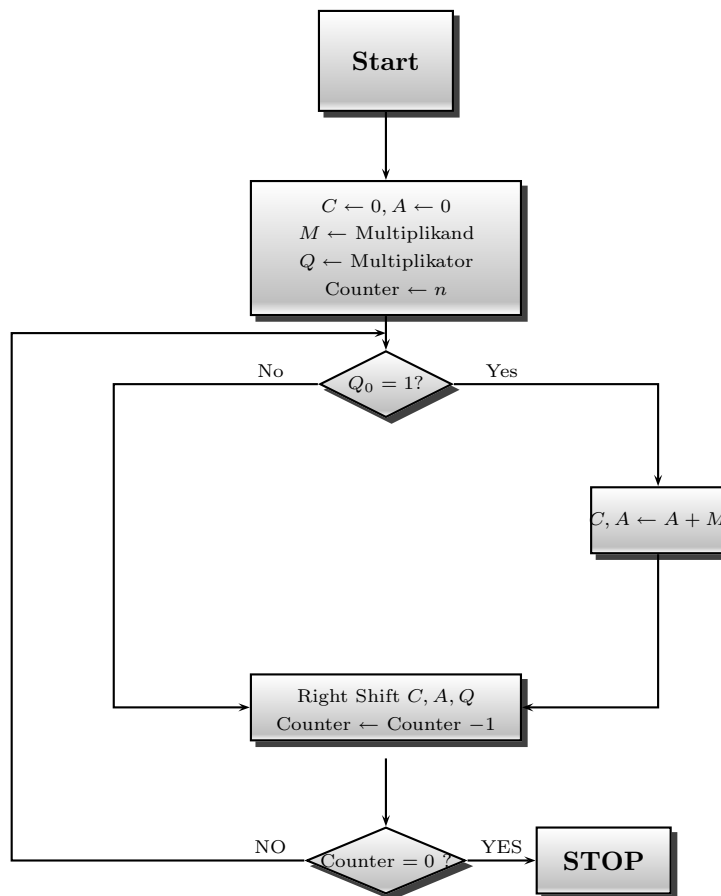 Start
C ← 0, A ← 0
M ← Multiplikand
Q ← Multiplikator
Counter ← n
No
Q₀ = 1?
Yes
C, A ← A + M
Right Shift C, A, Q
Counter ← Counter −1
NO
Counter = 0 ?
YES
STOP